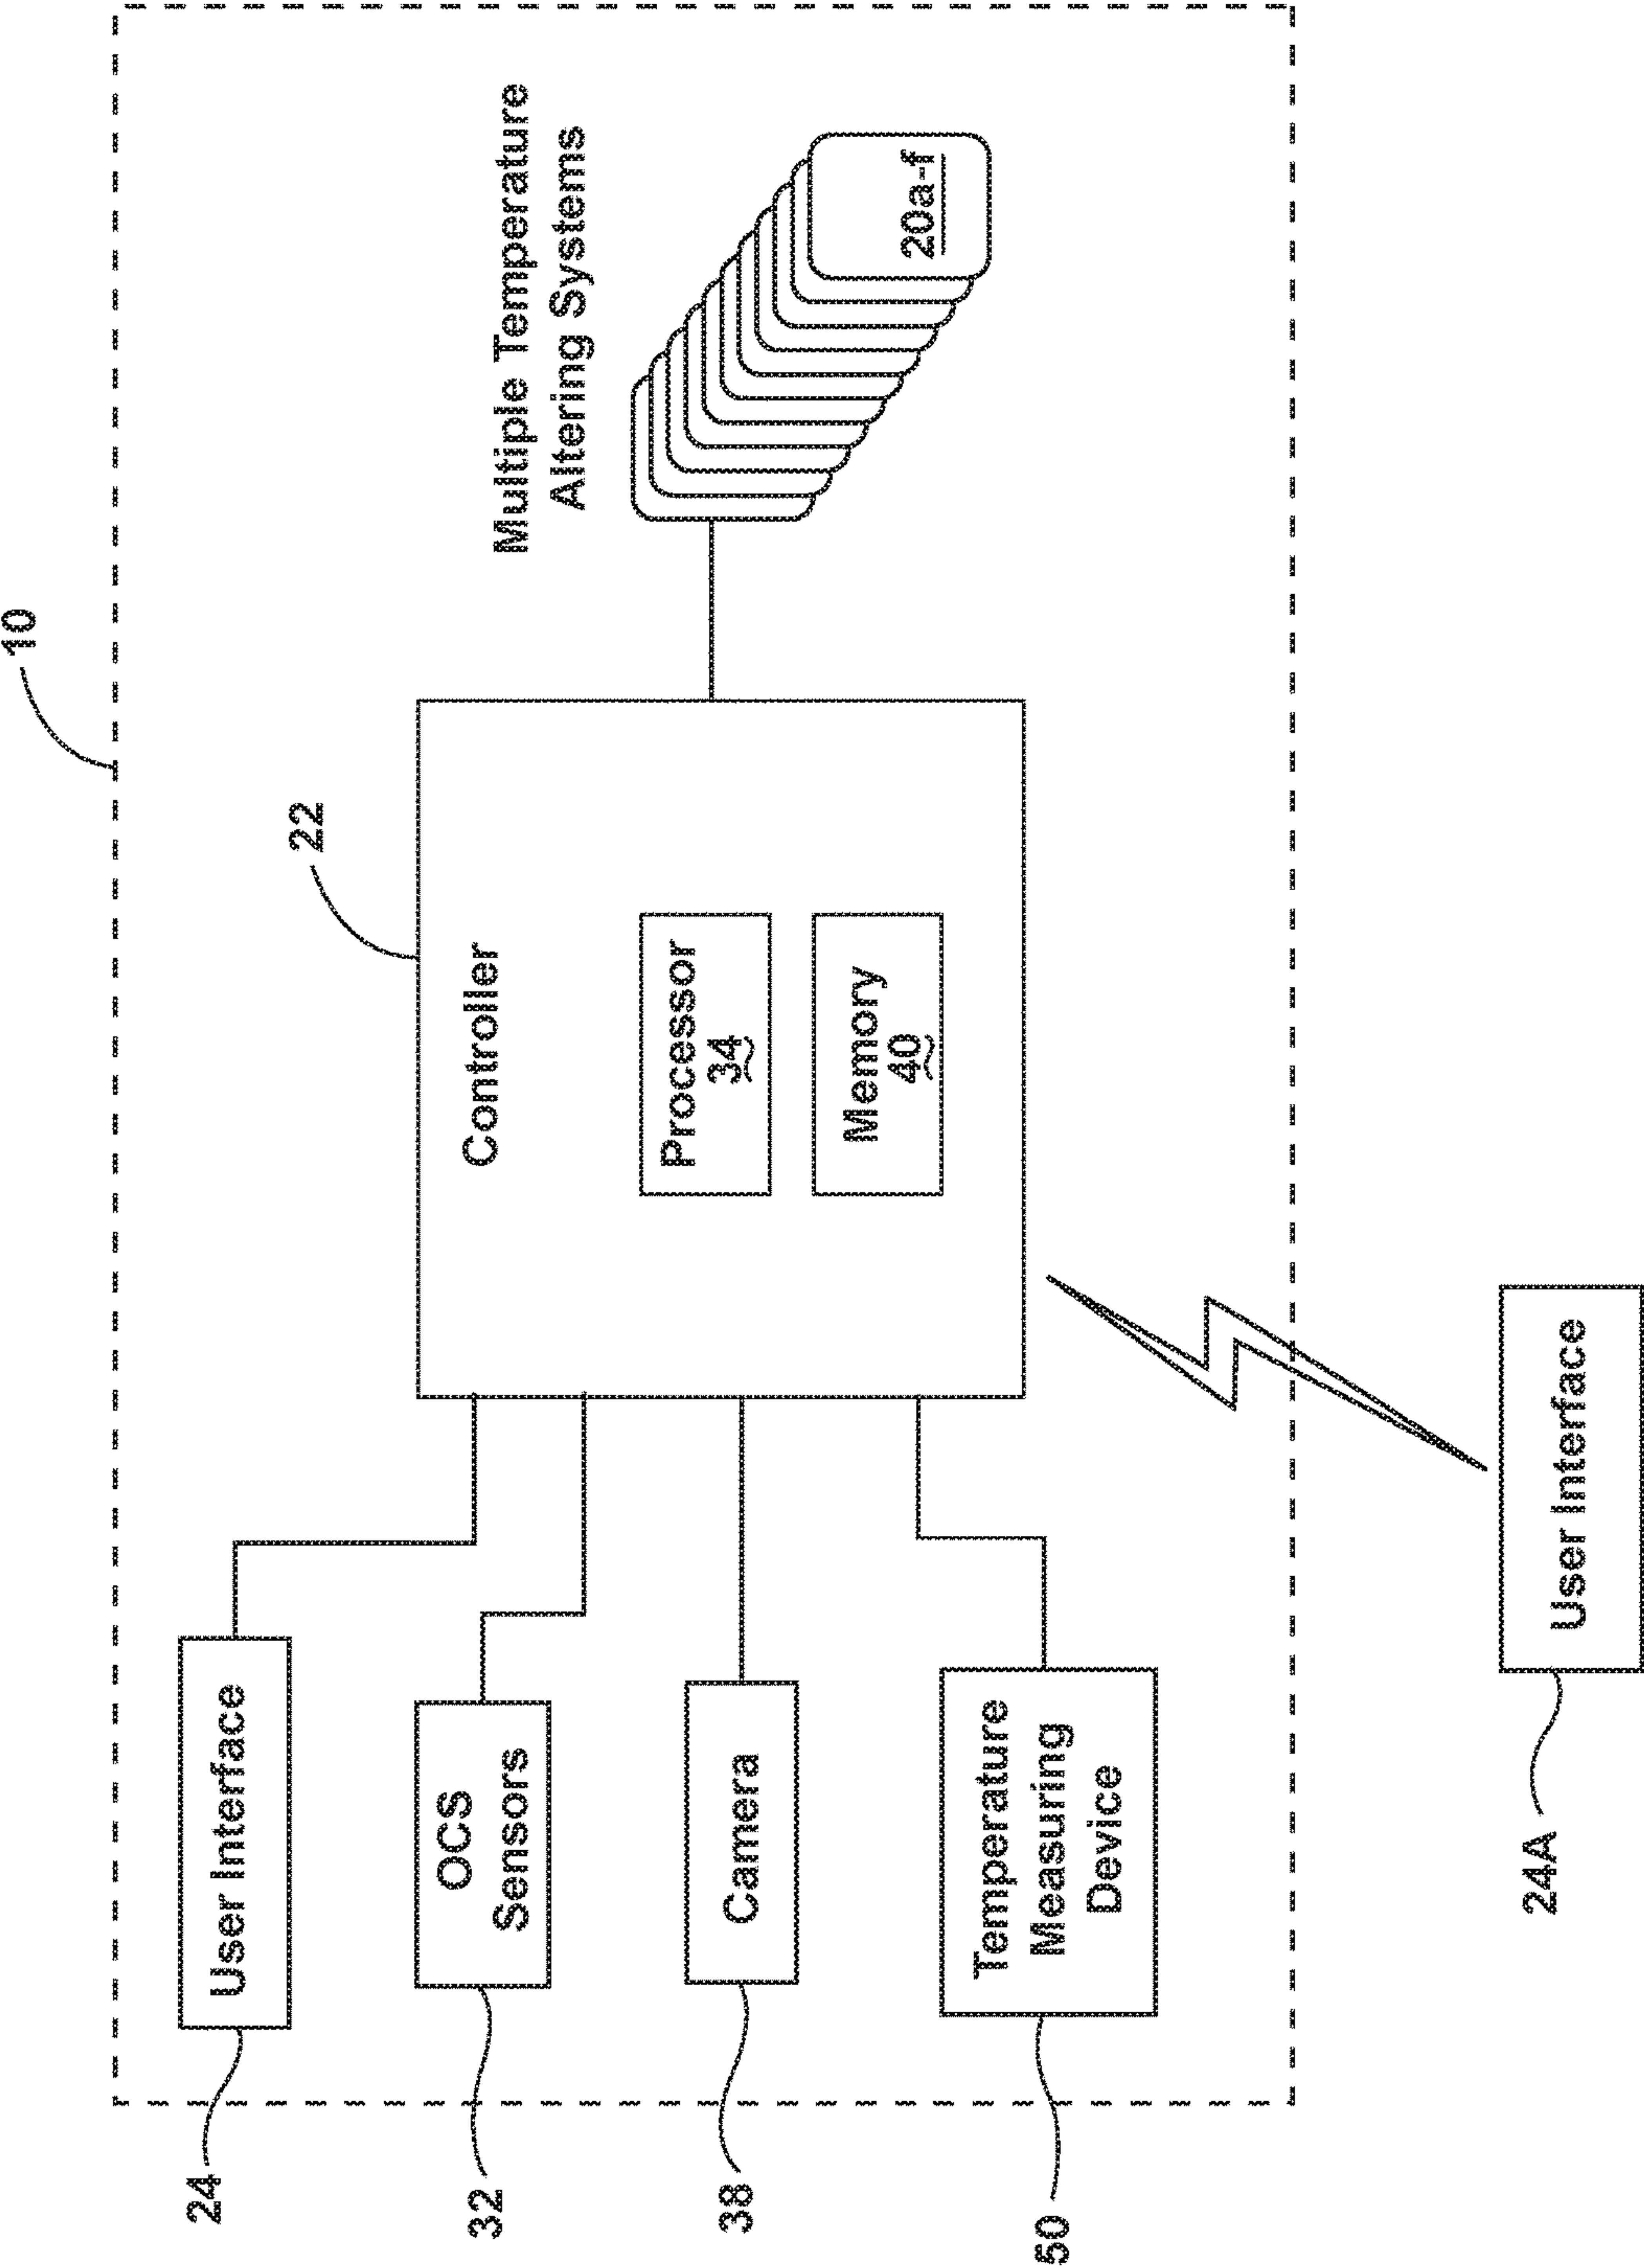 10
Multiple Temperature
Altering Systems
20a-f
22
Controller
Processor
34
Memory
40
User Interface
24
OCS
Sensors
32
Camera
38
Temperature
Measuring
Device
50
User Interface
24A